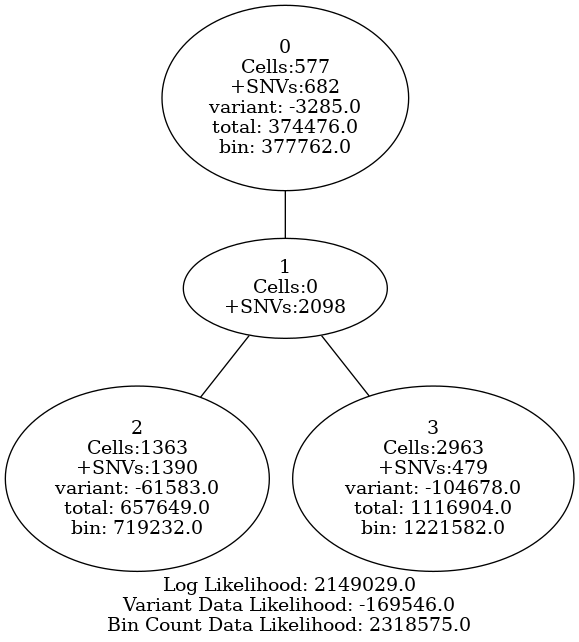 0
Cells:577
+SNVs:682
variant: -3285.0
total: 374476.0
bin: 377762.0
1
Cells:0
+SNVs:2098
2
Cells:1363
+SNVs:1390
variant: -61583.0
total: 657649.0
bin: 719232.0
3
Cells:2963
+SNVs:479
variant: -104678.0
total: 1116904.0
bin: 1221582.0
Log Likelihood: 2149029.0
Variant Data Likelihood: -169546.0
Bin Count Data Likelihood: 2318575.0